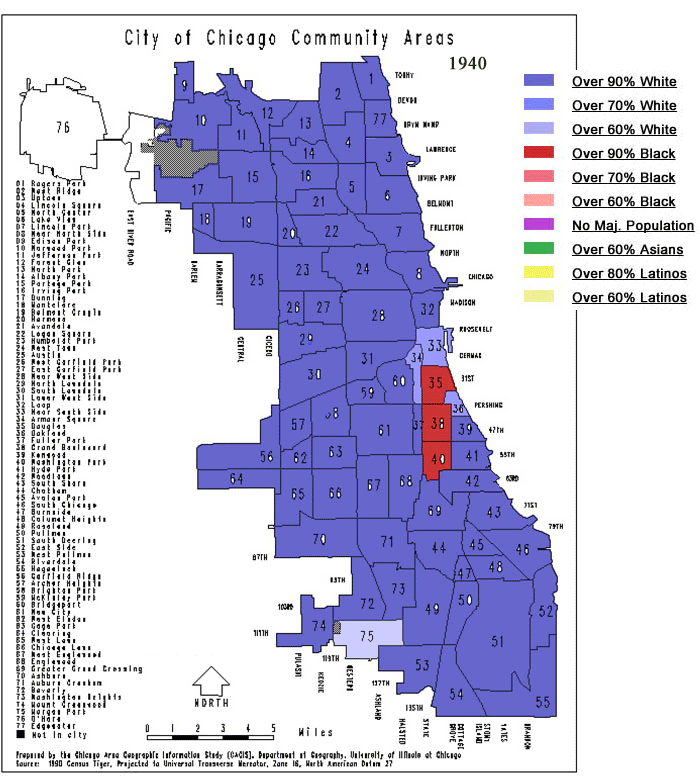 City of Chicago Community Areas
1940
Over 90% White
Over 70% White
Over 60% White
Over 90% Black
Over 70% Black
Over 60% Black
No Maj. Population
Over 60% Asians
Over 80% Latinos
Over 60% Latinos
TOUHY
DEVON
BRYN MAWR
LAWRENCE
IRVING PARK
BELMONT
FULLERTON
NORTH
CHICAGO
MADISON
ROOSEVELT
CERMAK
31ST
PERSHING
47TH
55TH
63RD
71ST
79TH
87TH
103RD
119TH
127TH
EAST RIVER ROAD
PACIFIC
HARLEM
NARRAGANSETT
CENTRAL
CICERO
PULASKI
KEDZIE
WESTERN
ASHLAND
HALSTED
STATE
COTTAGE GROVE
STONY ISLAND
YATES
BRANDON
01 Rogers Park
02 West Ridge
03 Uptown
04 Lincoln Square
05 North Center
06 Lake View
07 Lincoln Park
08 Near North Side
09 Edison Park
10 Norwood Park
11 Jefferson Park
12 Forest Glen
13 North Park
14 Albany Park
15 Portage Park
16 Irving Park
17 Dunning
18 Montclare
19 Belmont Cragin
20 Hermosa
21 Avondale
22 Logan Square
23 Humboldt Park
24 West Town
25 Austin
26 West Garfield Park
27 East Garfield Park
28 Near West Side
29 North Lawndale
30 South Lawndale
31 Lower West Side
32 Loop
33 Near South Side
34 Armour Square
35 Douglas
36 Oakland
37 Fuller Park
38 Grand Boulevard
39 Kenwood
40 Washington Park
41 Hyde Park
42 Woodlawn
43 South Shore
44 Chatham
45 Avalon Park
46 South Chicago
47 Burnside
48 Calumet Heights
49 Roseland
50 Pullman
51 South Deering
52 East Side
53 West Pullman
54 Riverdale
55 Hegewisch
56 Garfield Ridge
57 Archer Heights
58 Brighton Park
59 McKinley Park
60 Bridgeport
61 New City
62 West Elsdon
63 Gage Park
64 Clearing
65 West Lawn
66 Chicago Lawn
67 West Englewood
68 Englewood
69 Greater Grand Crossing
70 Ashburn
71 Auburn Gresham
72 Beverly
73 Washington Heights
74 Mount Greenwood
75 Morgan Park
76 O'Hare
77 Edgewater
Not in city
NORTH
0 1 2 3 4 5 Miles
Prepared by the Chicago Area Geographic Information Study (CAGIS), Department of Geography, University of Illinois at Chicago
Source: 1990 Census Tiger, Projected to Universal Transverse Mercator, Zone 16, North American Datum 27